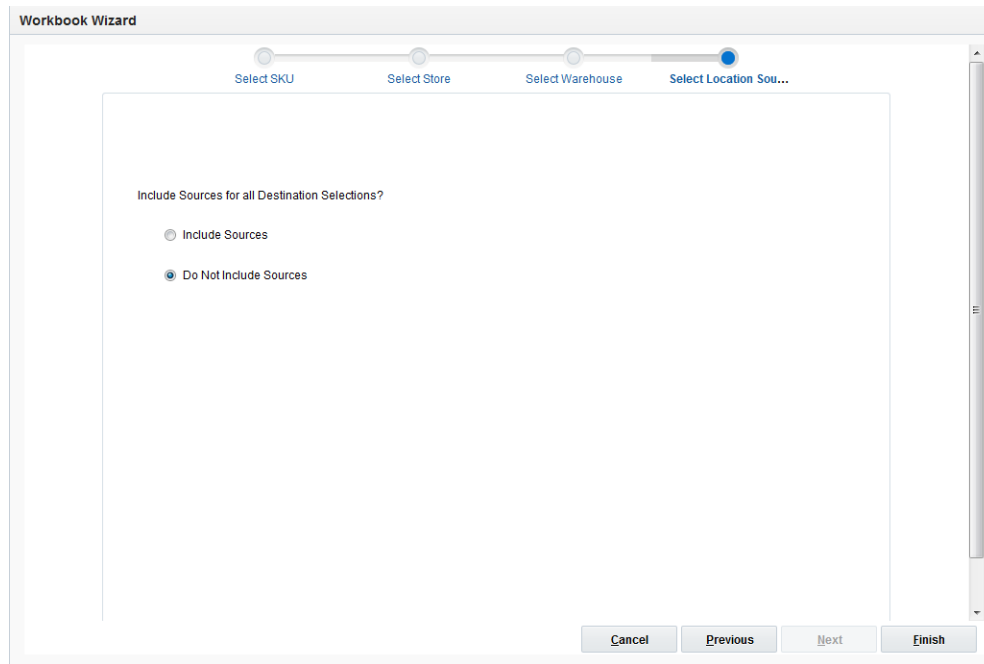 Workbook Wizard
Select SKU Select Store Select Warehouse Select Location Sou...
Include Sources for all Destination Selections?
Include Sources
Do Not Include Sources
Cancel Previous Next Finish